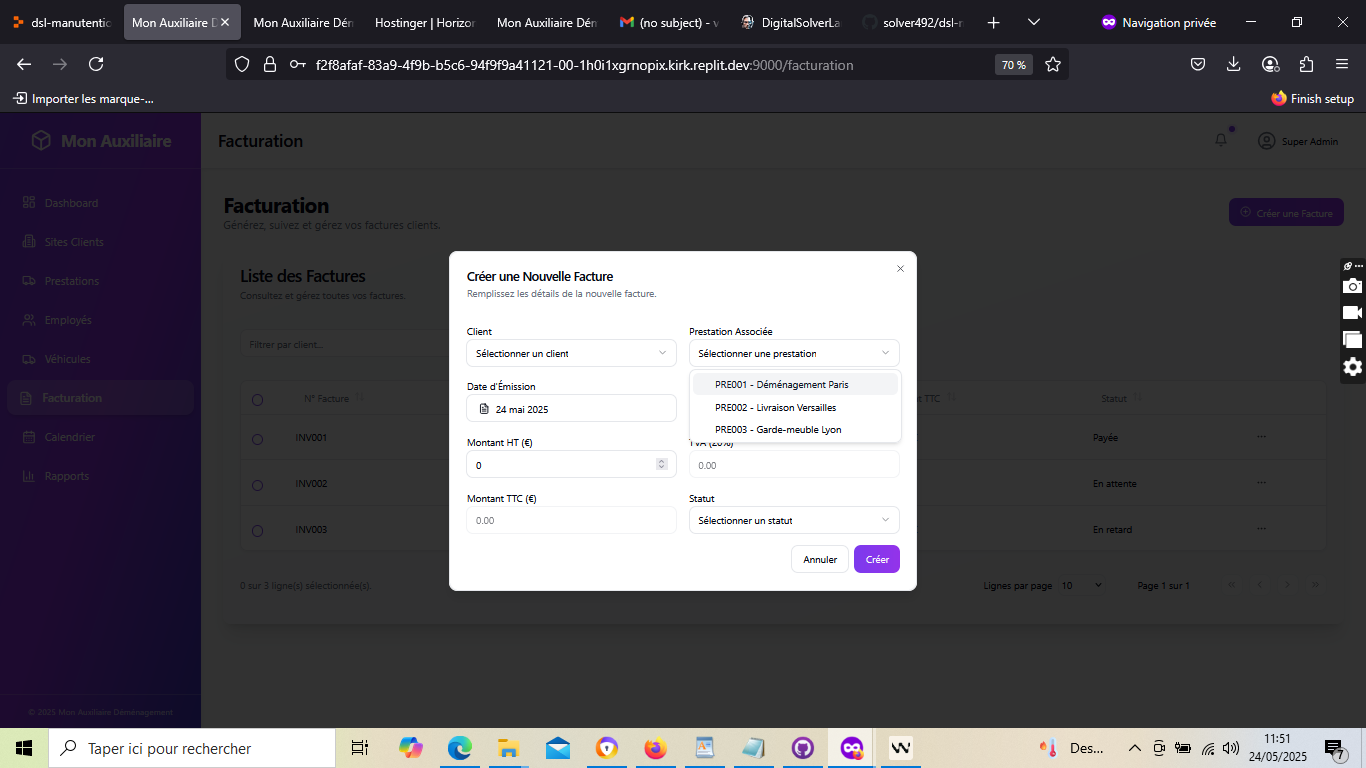 dsl-manutentio
Mon Auxiliaire D
Mon Auxiliaire Dén
Hostinger | Horizon
Mon Auxiliaire Dén
(no subject) - v
DigitalSolverLa
solver492/dsl-m
Navigation privée
f2f8afaf-83a9-4f9b-b5c6-94f9f9a41121-00-1h0i1xgrnopix.kirk.replit.dev:9000/facturation
70 %
Importer les marque-...
Finish setup
Mon Auxiliaire
Facturation
Super Admin
Dashboard
Sites Clients
Prestations
Employés
Véhicules
Facturation
Calendrier
Rapports
© 2025 Mon Auxiliaire Déménagement
Facturation
Générez, suivez et gérez vos factures clients.
Créer une Facture
Liste des Factures
Consultez et gérez toutes vos factures.
Filtrer par client...
N° Facture
TTC
Statut
INV001
Payée
INV002
En attente
INV003
En retard
0 sur 3 ligne(s) sélectionnée(s).
Lignes par page
10
Page 1 sur 1
Créer une Nouvelle Facture
Remplissez les détails de la nouvelle facture.
Client
Prestation Associée
Sélectionner un client
Sélectionner une prestation
PRE001 - Déménagement Paris
PRE002 - Livraison Versailles
PRE003 - Garde-meuble Lyon
Date d'Émission
24 mai 2025
Montant HT (€)
TVA (20%)
0
0.00
Montant TTC (€)
Statut
0.00
Sélectionner un statut
Annuler
Créer
Taper ici pour rechercher
Des...
11:51
24/05/2025
7